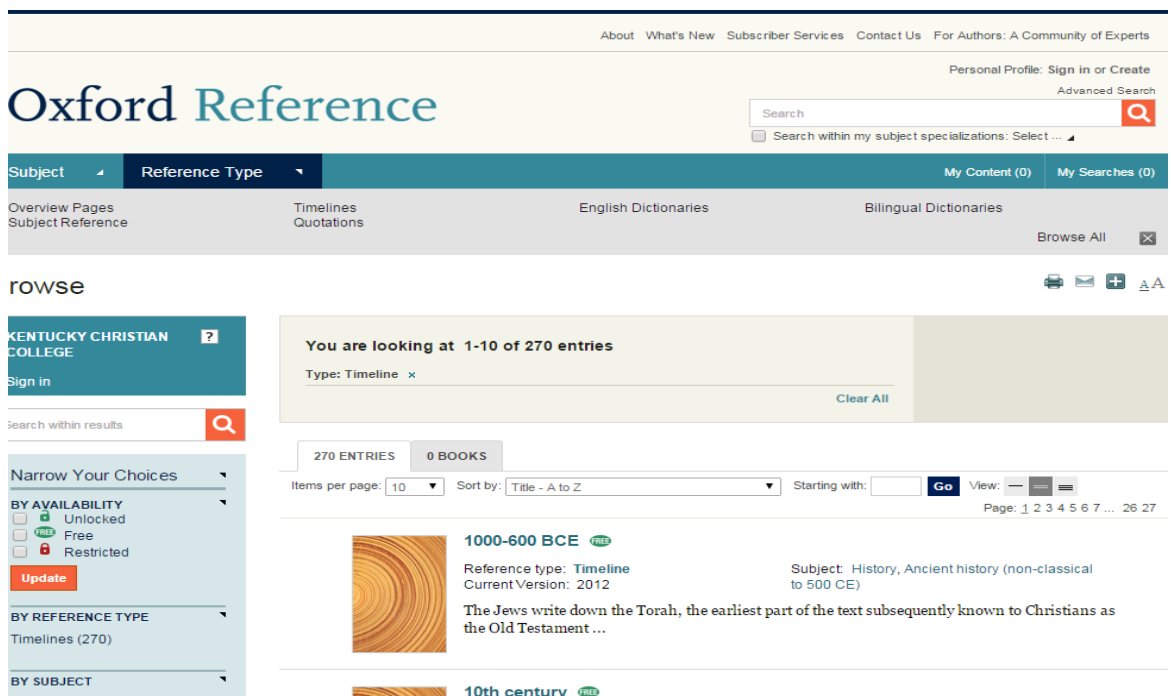 About What's New Subscriber Services Contact Us For Authors: A Community of Experts
Personal Profile: Sign in or Create
Advanced Search
Oxford Reference
Search
Search within my subject specializations: Select ...
Subject Reference Type My Content (0) My Searches (0)
Overview Pages Timelines English Dictionaries Bilingual Dictionaries
Subject Reference Quotations
Browse All
rowse
A A
KENTUCKY CHRISTIAN
COLLEGE
?
Sign in
Search within results
Narrow Your Choices
BY AVAILABILITY
Unlocked
FREE Free
Restricted
Update
BY REFERENCE TYPE
Timelines (270)
BY SUBJECT
You are looking at 1-10 of 270 entries
Type: Timeline x
Clear All
270 ENTRIES 0 BOOKS
Items per page: 10 Sort by: Title - A to Z Starting with: Go View:
Page: 1 2 3 4 5 6 7 ... 26 27
1000-600 BCE FREE
Reference type: Timeline Subject: History, Ancient history (non-classical
Current Version: 2012 to 500 CE)
The Jews write down the Torah, the earliest part of the text subsequently known to Christians as
the Old Testament ...
10th century FREE